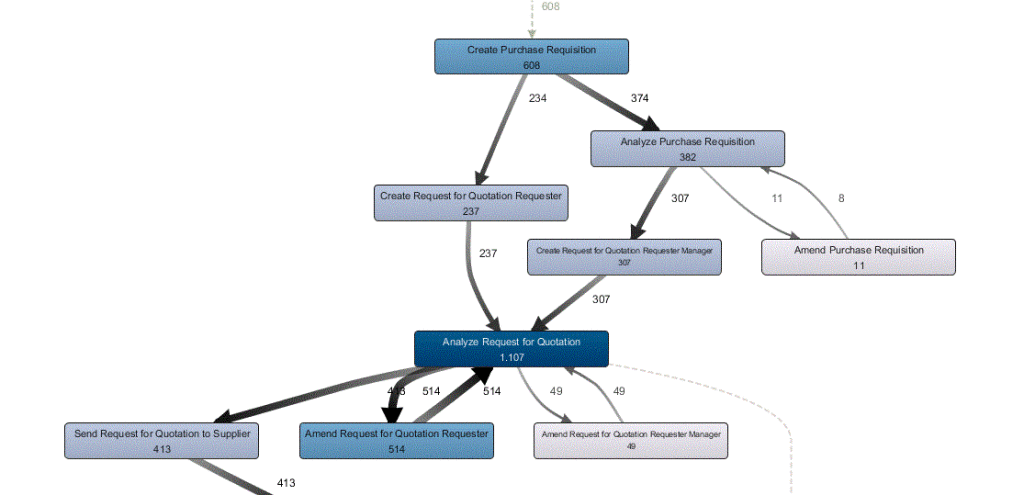 608
Create Purchase Requisition
608
234
374
Analyze Purchase Requisition
382
Create Request for Quotation Requester
237
307
11
8
237
Create Request for Quotation Requester Manager
307
Amend Purchase Requisition
11
307
Analyze Request for Quotation
1.107
413
514
514
49
49
Send Request for Quotation to Supplier
413
Amend Request for Quotation Requester
514
Amend Request for Quotation Requester Manager
49
413